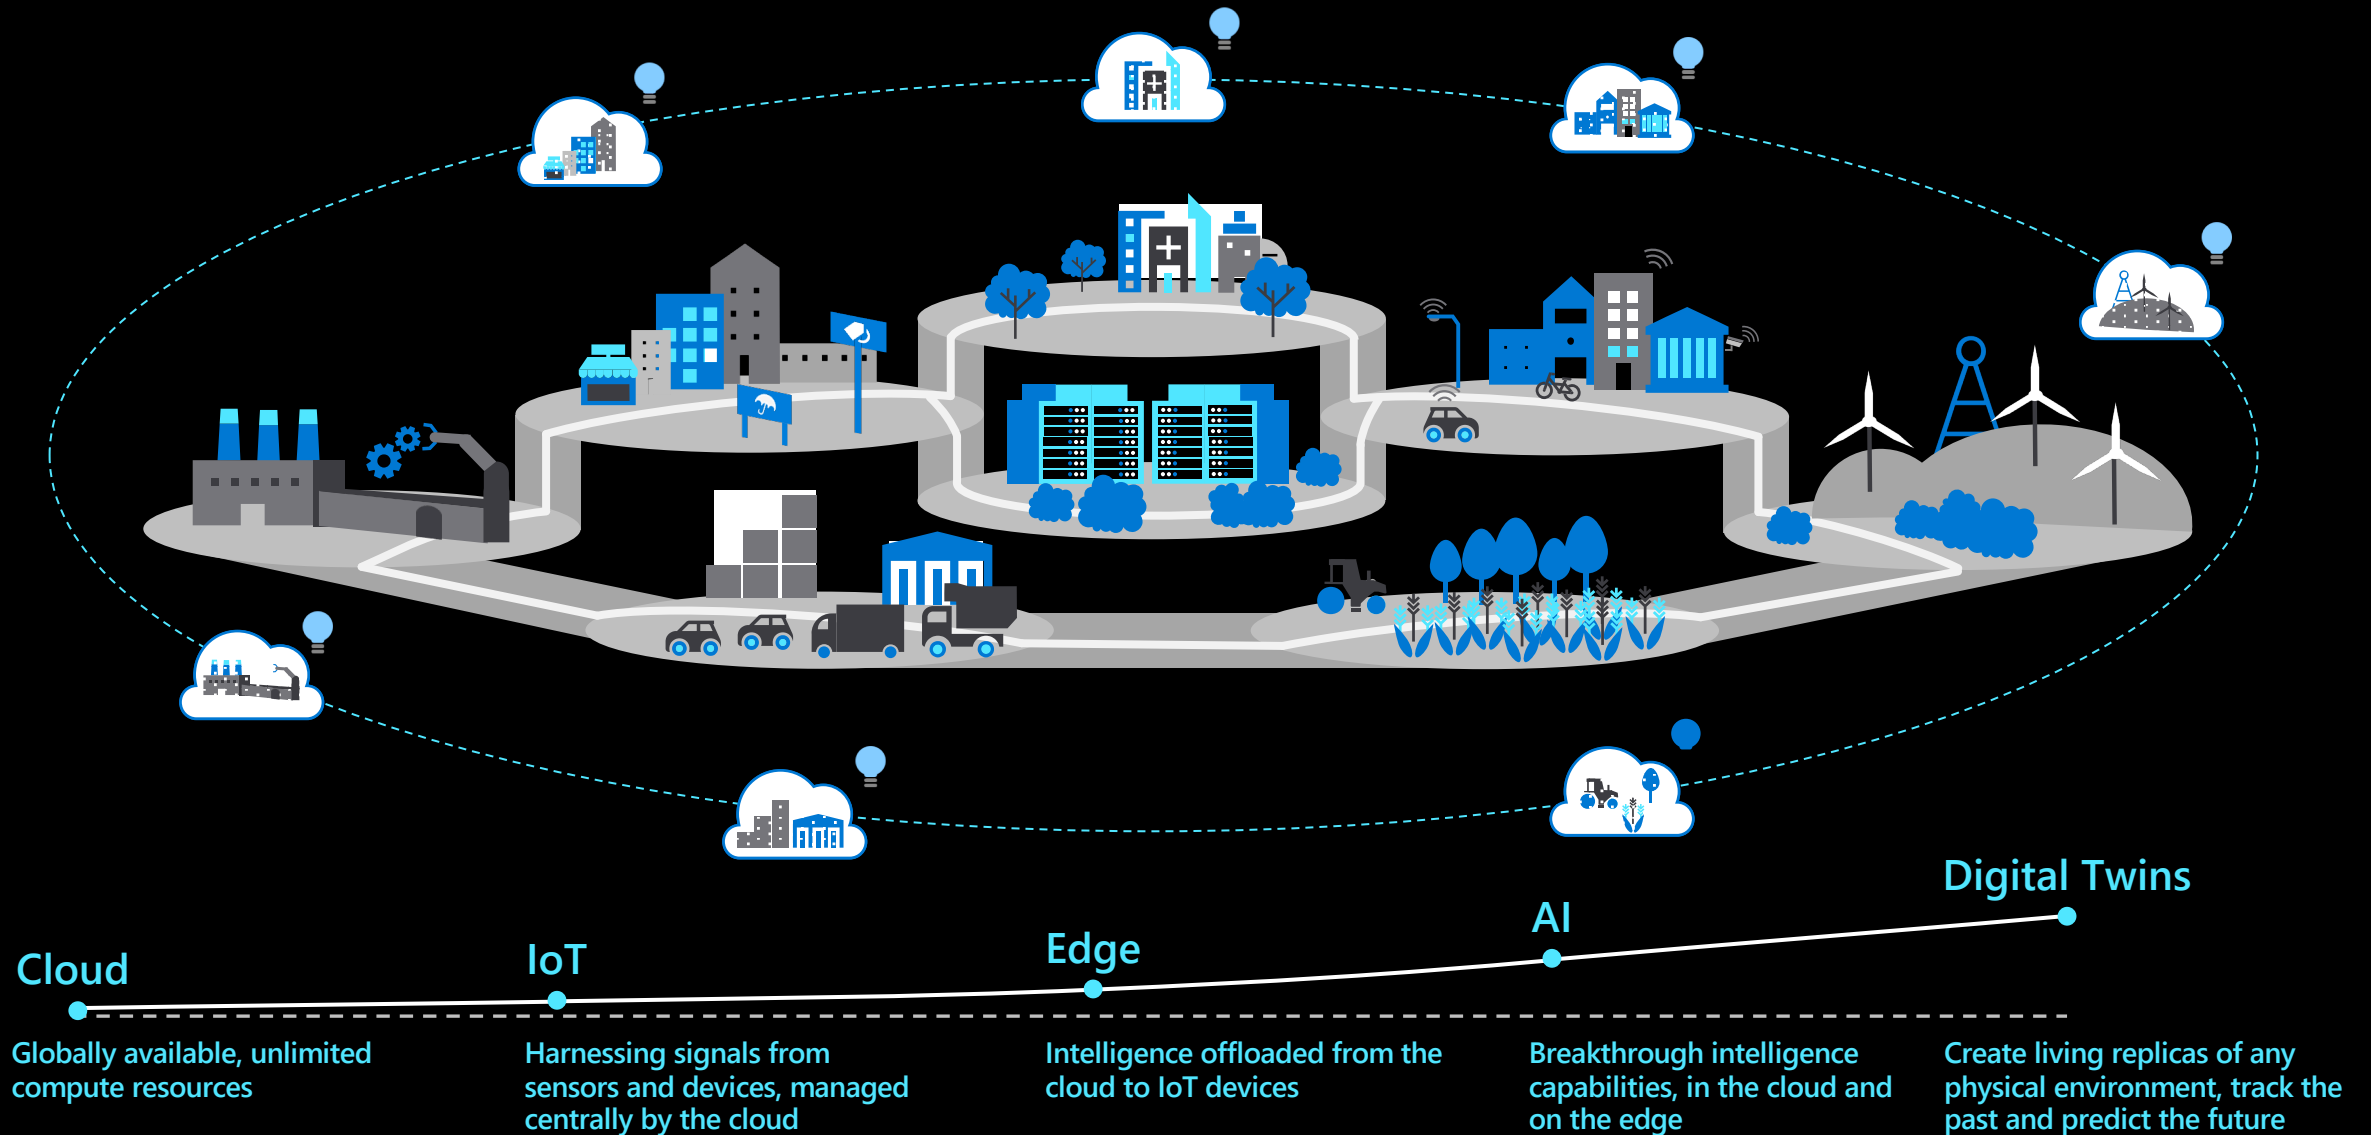 Digital Twins
AI
Edge
IoT
Cloud
Globally available, unlimited
compute resources
Harnessing signals from
sensors and devices, managed
centrally by the cloud
Intelligence offloaded from the
cloud to IoT devices
Breakthrough intelligence
capabilities, in the cloud and
on the edge
Create living replicas of any
physical environment, track the
past and predict the future